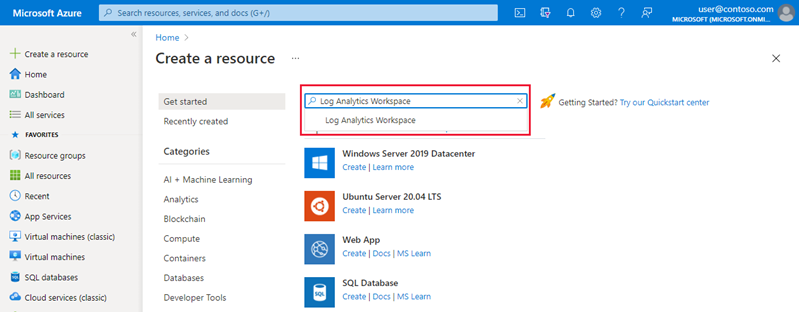 Microsoft Azure
Search resources, services, and docs (G+/)
user@contoso.com
MICROSOFT (MICROSOFT.ONMI...
Create a resource
Home
Dashboard
All services
FAVORITES
Resource groups
All resources
Recent
App Services
Virtual machines (classic)
Virtual machines
SQL databases
Cloud services (classic)
Home
Create a resource
Get started
Recently created
Categories
AI + Machine Learning
Analytics
Blockchain
Compute
Containers
Databases
Developer Tools
Log Analytics Workspace
Log Analytics Workspace
Getting Started? Try our Quickstart center
Windows Server 2019 Datacenter
Create | Learn more
Ubuntu Server 20.04 LTS
Create | Learn more
Web App
Create | Docs | MS Learn
SQL
SQL Database
Create | Docs | MS Learn